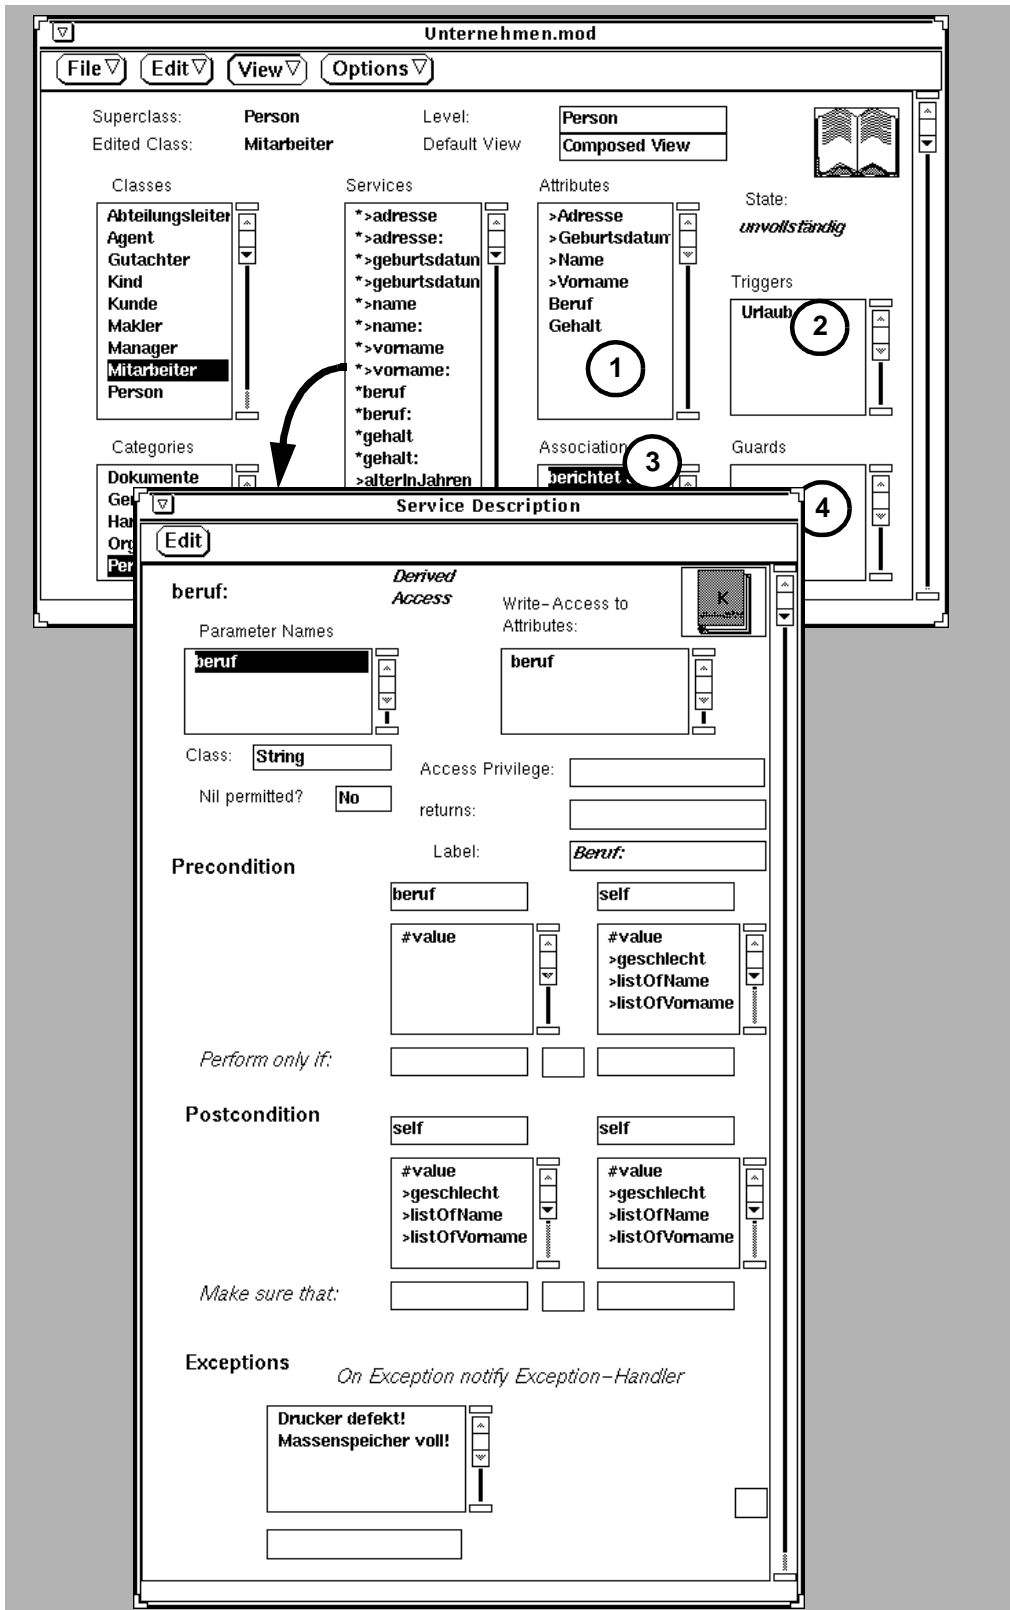 Unternehmen.mod
File Edit View Options
Superclass: Person Level: Person
Edited Class: Mitarbeiter Default View Composed View
Classes
Abteilungsleiter
Agent
Gutachter
Kind
Kunde
Makler
Manager
Mitarbeiter
Person
Services
*>adresse
*>adresse:
*>geburtsdatun
*>geburtsdatun
*>name
*>name:
*>vorname
*>vorname:
*beruf
*beruf:
*gehalt
*gehalt:
>alterInJahren
Attributes
>Adresse
>Geburtsdatum
>Name
>Vorname
Beruf
Gehalt
1
State:
unvollständig
Triggers
Urlaub
2
Categories
Dokumente
Ger
Har
Org
Per
Association
berichtet
3
Guards
4
Service Description
Edit
beruf:
Derived
Access
Parameter Names
beruf
Write-Access to
Attributes:
beruf
K
Class: String
Nil permitted? No
Access Privilege:
returns:
Label: Beruf:
Precondition
beruf self
#value
#value
>geschlecht
>listOfName
>listOfVorname
Perform only if:
Postcondition
self self
#value
>geschlecht
>listOfName
>listOfVorname
#value
>geschlecht
>listOfName
>listOfVorname
Make sure that:
Exceptions
On Exception notify Exception-Handler
Drucker defekt!
Massenspeicher voll!